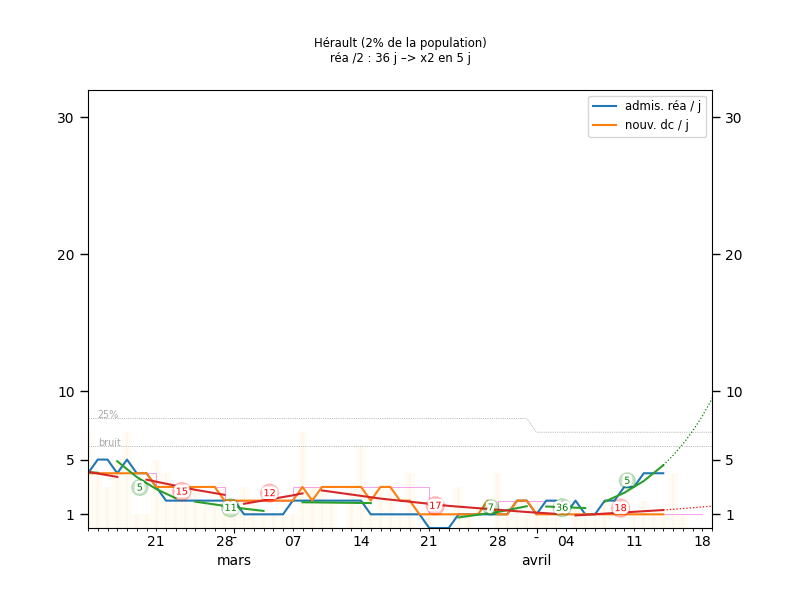 Hérault (2% de la population)
réa /2 : 36 j –> x2 en 5 j
admis. réa / j
nouv. dc / j
30 30
20 20
10 10
25%
bruit
5 5
5 15 11 12 17 7 36 18 5
1 1
21 28 07 14 21 28 04 11 18
mars avril